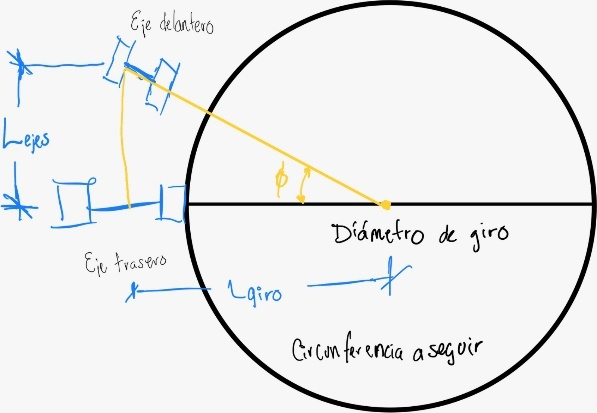 Eje delantero
Lejes
ϕ
Diámetro de giro
Eje trasero
Lgiro
Circunferencia a seguir